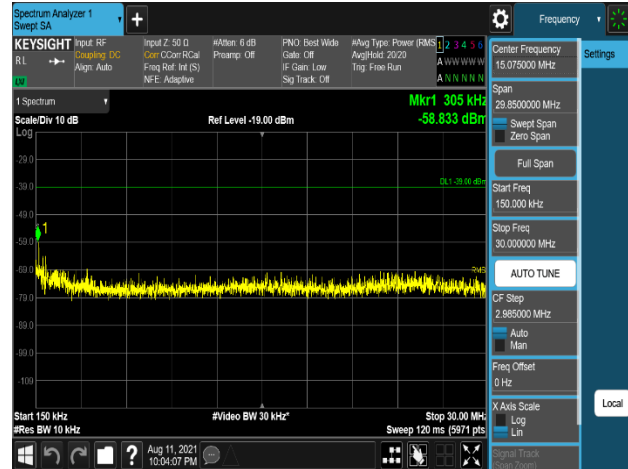 Spectrum Analyzer 1
Swept SA
Frequency
KEYSIGHT
RL
LXI
Input: RF
Coupling: DC
Align: Auto
Input Z: 50 Ω
Corr CCorr RCal
Freq Ref: Int (S)
NFE: Adaptive
#Atten: 6 dB
Preamp: Off
PNO: Best Wide
Gate: Off
IF Gain: Low
Sig Track: Off
#Avg Type: Power (RMS
Avg|Hold: 20/20
Trig: Free Run
1 2 3 4 5 6
A W W W W W
A N N N N N
Center Frequency
15.075000 MHz
Settings
Span
29.8500000 MHz
Swept Span
Zero Span
Full Span
Start Freq
150.000 kHz
Stop Freq
30.000000 MHz
AUTO TUNE
CF Step
2.985000 MHz
Auto
Man
Freq Offset
0 Hz
X Axis Scale
Log
Lin
Signal Track
(Span Zoom)
Local
1 Spectrum
Scale/Div 10 dB
Ref Level -19.00 dBm
Mkr1 305 kHz
-58.833 dBm
Log
DL1 -39.00 dBm
1
RMS
-29.0
-39.0
-49.0
-59.0
-69.0
-79.0
-89.0
-99.0
-109
Start 150 kHz
#Video BW 30 kHz*
Stop 30.00 MHz
#Res BW 10 kHz
Sweep 120 ms (5971 pts
?
Aug 11, 2021
10:04:07 PM